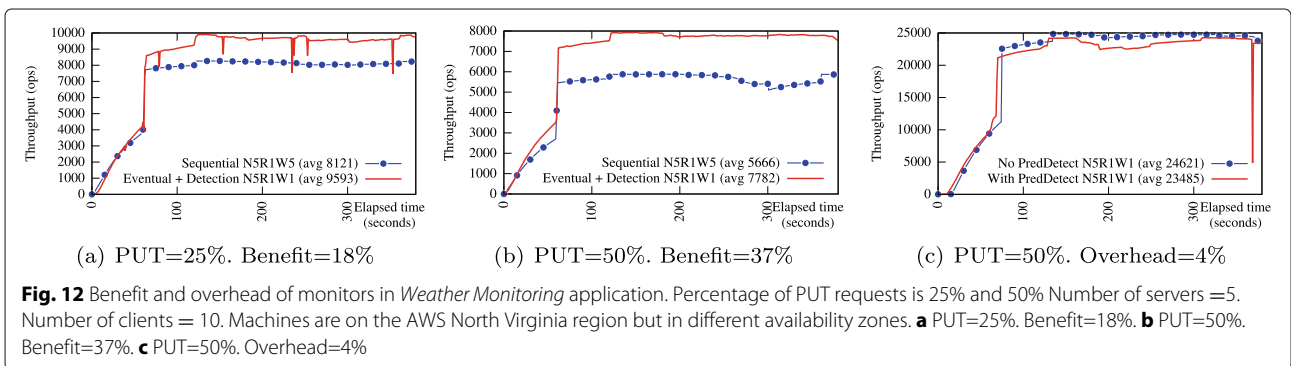 10000
9000
8000
7000
6000
5000
4000
3000
2000
1000
0
Throughput (ops)
Sequential N5R1W5 (avg 8121)
Eventual + Detection N5R1W1 (avg 9593)
0
100
200
300
Elapsed time
(seconds)
(a) PUT=25%. Benefit=18%
8000
7000
6000
5000
4000
3000
2000
1000
0
Throughput (ops)
Sequential N5R1W5 (avg 5666)
Eventual + Detection N5R1W1 (avg 7782)
0
100
200
300
Elapsed time
(seconds)
(b) PUT=50%. Benefit=37%
25000
20000
15000
10000
5000
0
Throughput (ops)
No PredDetect N5R1W1 (avg 24621)
With PredDetect N5R1W1 (avg 23485)
0
100
200
300
Elapsed time
(seconds)
(c) PUT=50%. Overhead=4%
Fig. 12 Benefit and overhead of monitors in Weather Monitoring application. Percentage of PUT requests is 25% and 50% Number of servers =5.
Number of clients = 10. Machines are on the AWS North Virginia region but in different availability zones. a PUT=25%. Benefit=18%. b PUT=50%.
Benefit=37%. c PUT=50%. Overhead=4%